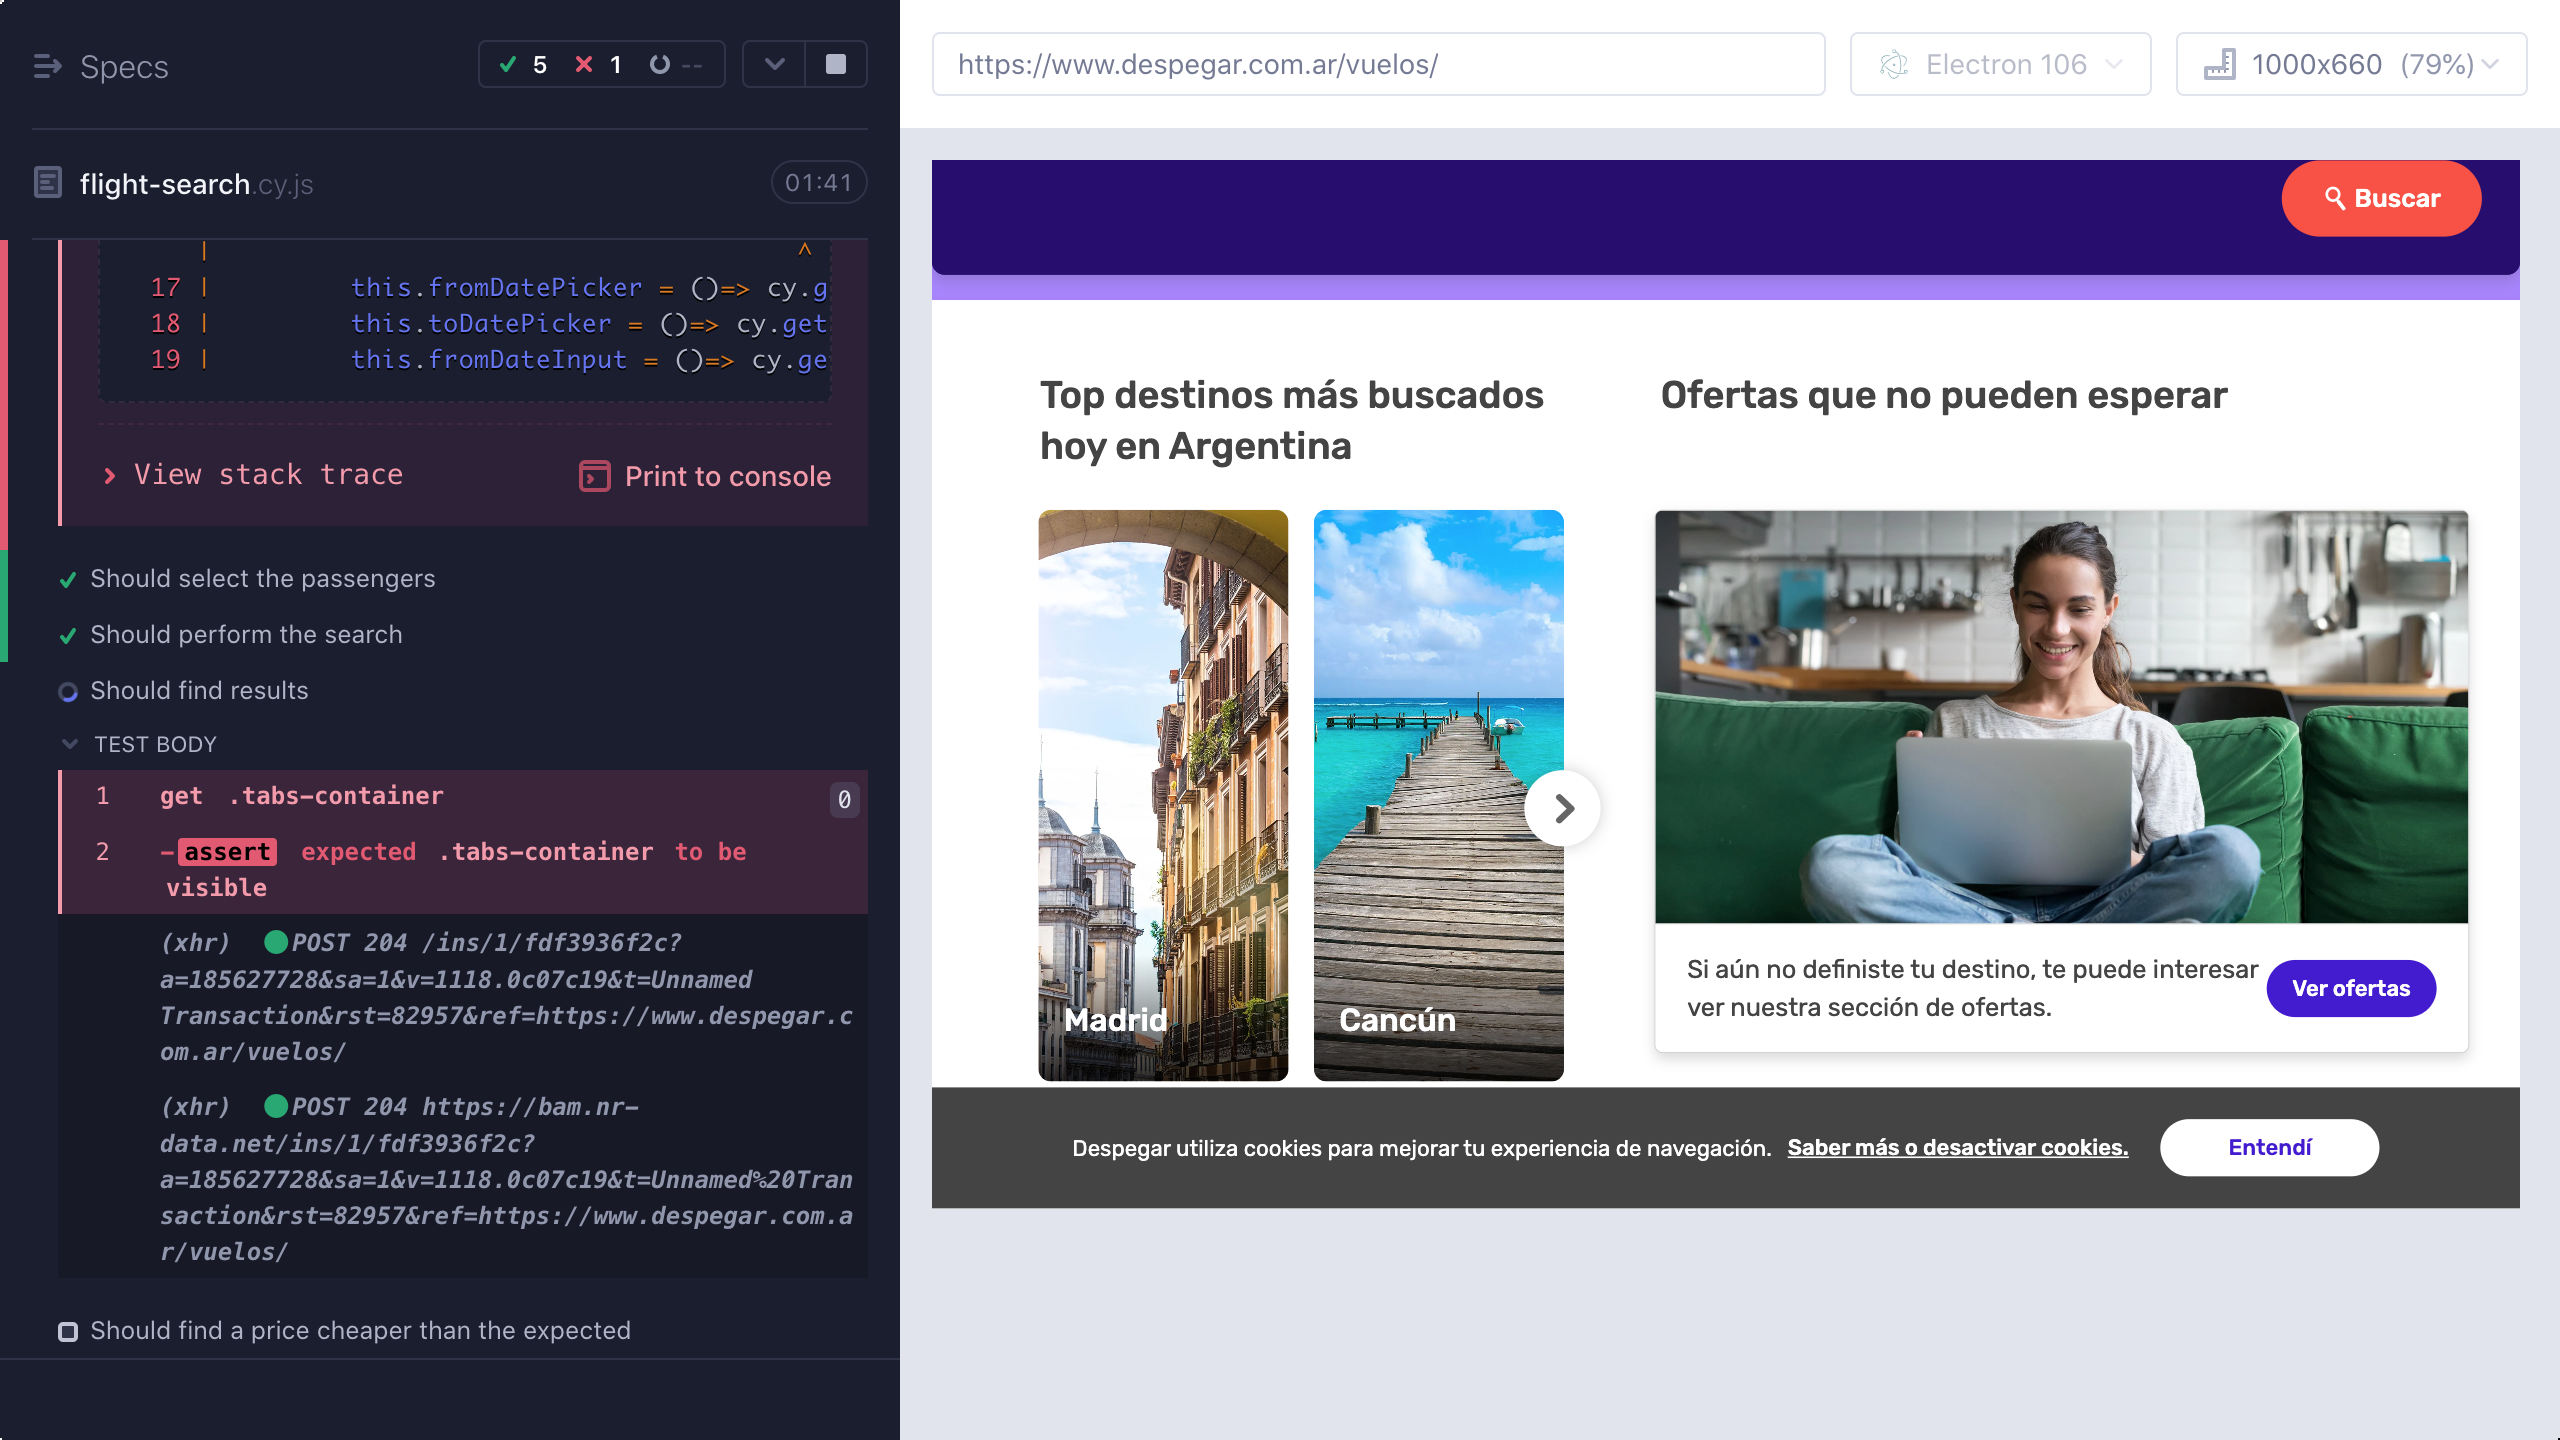 Specs
5 1 --
https://www.despegar.com.ar/vuelos/
Electron 106
1000x660 (79%)
flight-search.cy.js
01:41
| ^
17 | this.fromDatePicker = ()=> cy.g
18 | this.toDatePicker = ()=> cy.get
19 | this.fromDateInput = ()=> cy.ge
View stack trace
Print to console
Should select the passengers
Should perform the search
Should find results
TEST BODY
1 get .tabs-container 0
2 -assert expected .tabs-container to be
visible
(xhr) POST 204 /ins/1/fdf3936f2c?
a=185627728&sa=1&v=1118.0c07c19&t=Unnamed
Transaction&rst=82957&ref=https://www.despegar.c
om.ar/vuelos/
(xhr) POST 204 https://bam.nr-
data.net/ins/1/fdf3936f2c?
a=185627728&sa=1&v=1118.0c07c19&t=Unnamed%20Tran
saction&rst=82957&ref=https://www.despegar.com.a
r/vuelos/
Should find a price cheaper than the expected
Buscar
Top destinos más buscados
hoy en Argentina
Ofertas que no pueden esperar
Madrid
Cancún
Si aún no definiste tu destino, te puede interesar
ver nuestra sección de ofertas.
Ver ofertas
Despegar utiliza cookies para mejorar tu experiencia de navegación. Saber más o desactivar cookies.
Entendí